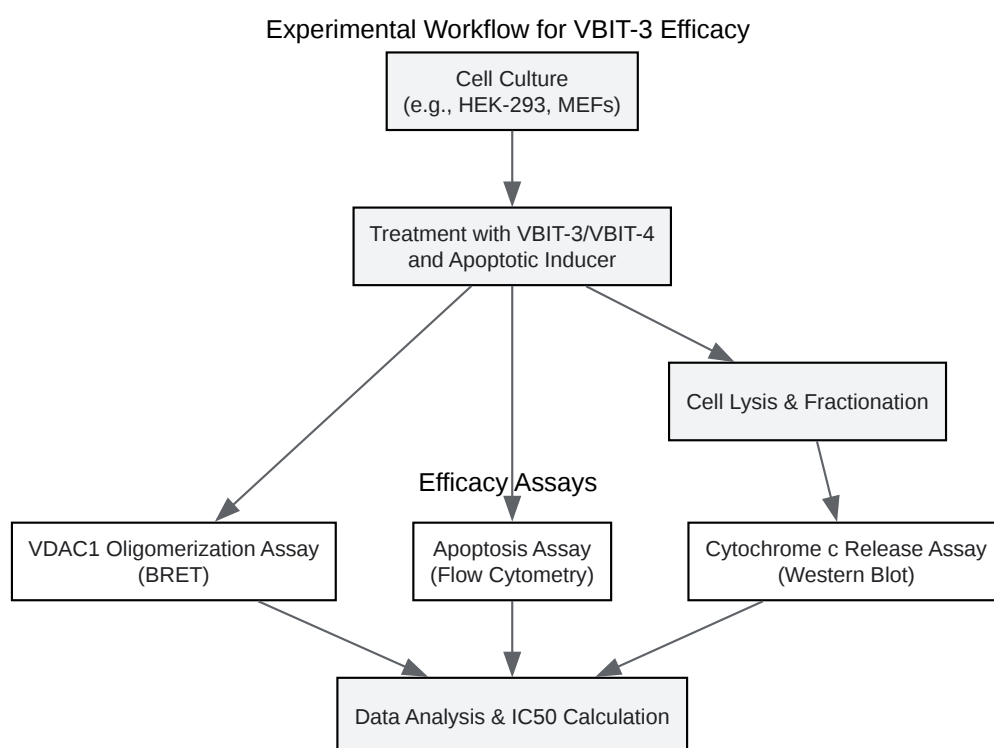 Experimental Workflow for VBIT-3 Efficacy
Cell Culture
(e.g., HEK-293, MEFs)
Treatment with VBIT-3/VBIT-4
and Apoptotic Inducer
Cell Lysis & Fractionation
Efficacy Assays
VDAC1 Oligomerization Assay
(BRET)
Apoptosis Assay
(Flow Cytometry)
Cytochrome c Release Assay
(Western Blot)
Data Analysis & IC50 Calculation